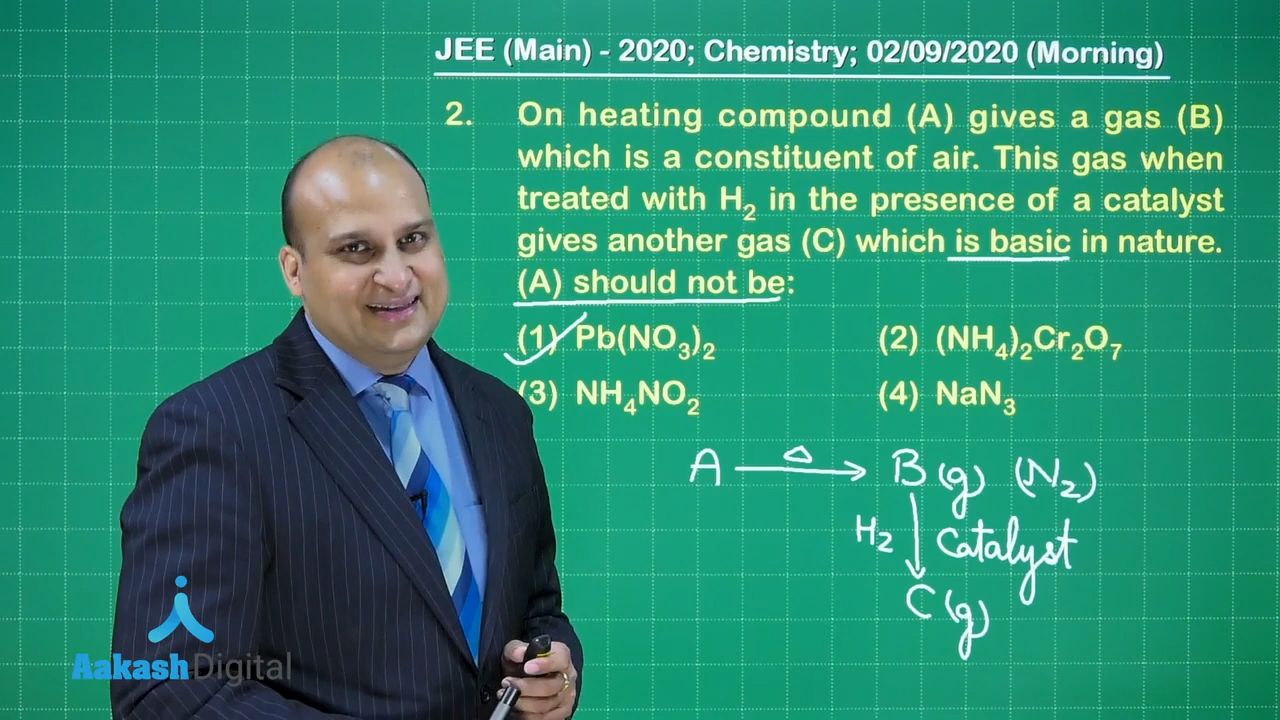 JEE (Main) - 2020; Chemistry; 02/09/2020 (Morning)
2. On heating compound (A) gives a gas (B)
which is a constituent of air. This gas when
treated with H₂ in the presence of a catalyst
gives another gas (C) which is basic in nature.
(A) should not be:
(1) Pb(NO₃)₂ (2) (NH₄)₂Cr₂O₇
(3) NH₄NO₂ (4) NaN₃
A →Δ B(g) (N₂)
H₂ ↓ Catalyst
C(g)
Aakash Digital